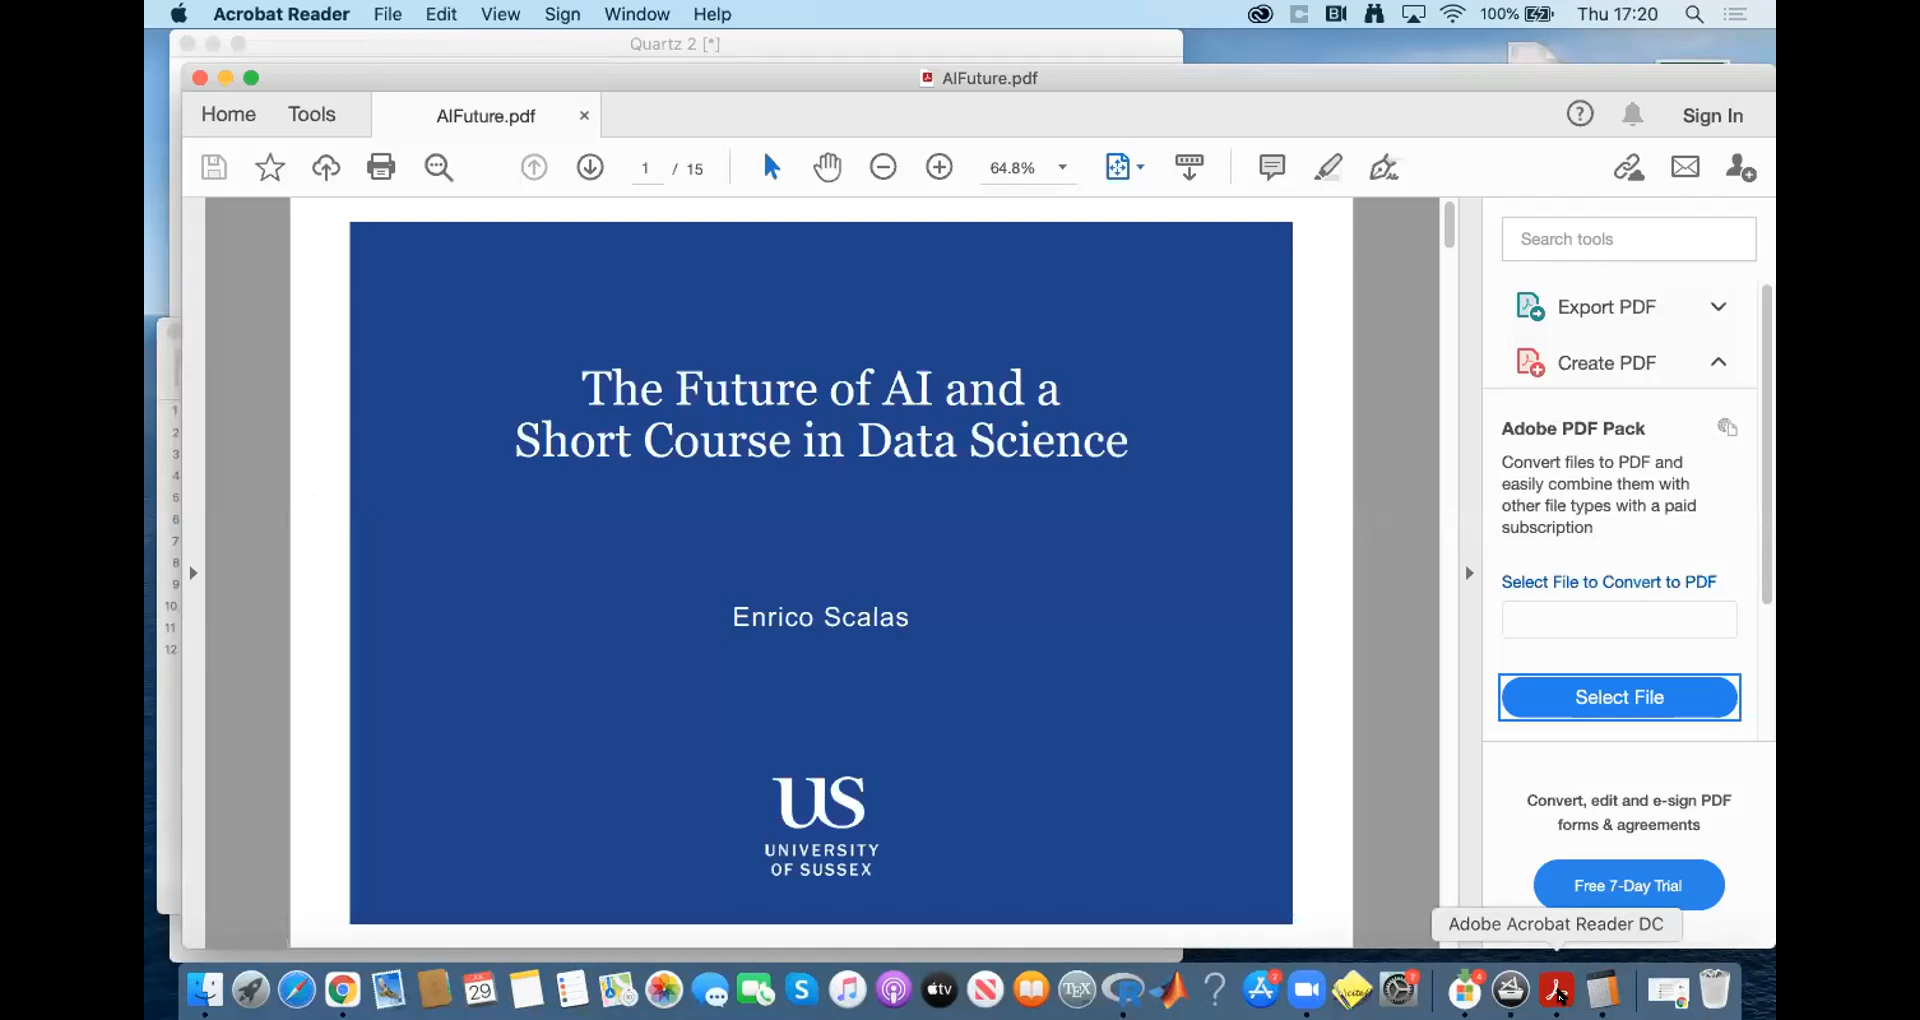 Acrobat Reader File Edit View Sign Window Help 100% Thu 17:20
Quartz 2 [*]
AIFuture.pdf
Home Tools AIFuture.pdf × Sign In
1 / 15 64.8%
Search tools
Export PDF
Create PDF
Adobe PDF Pack
Convert files to PDF and
easily combine them with
other file types with a paid
subscription
Select File to Convert to PDF
Select File
Convert, edit and e-sign PDF
forms & agreements
Free 7-Day Trial
The Future of AI and a
Short Course in Data Science
Enrico Scalas
US
UNIVERSITY
OF SUSSEX
1
2
3
4
5
6
7
8
9
10
11
12
Adobe Acrobat Reader DC
29
TEX
tv